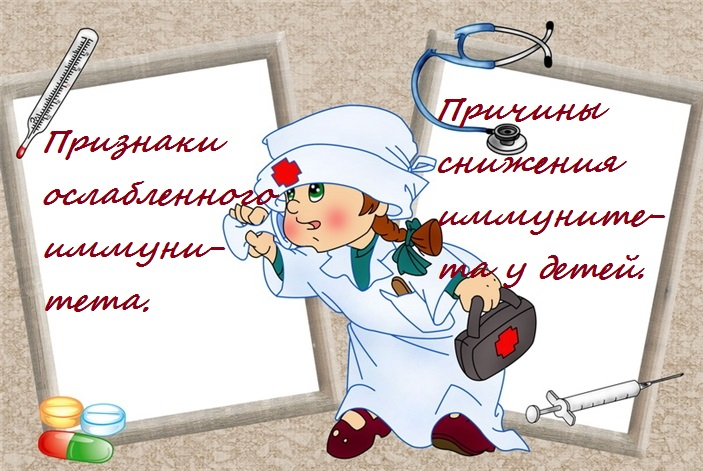 Признаки
ослабленного
иммуни-
тета.
Причины
снижения
иммуните-
та у детей.